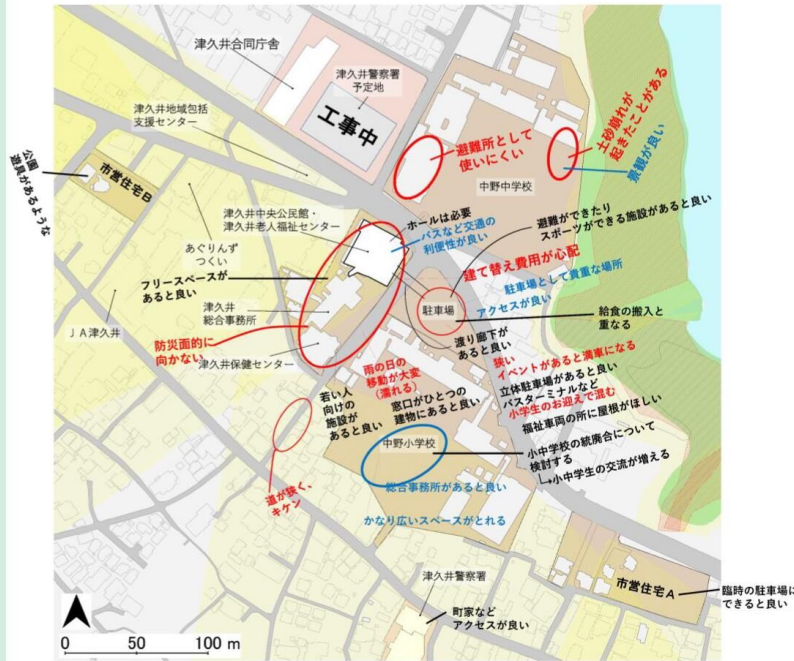 津久井合同庁舎
津久井警察署
予定地
工事中
津久井地域包括
支援センター
公園
遊具があるような
市営住宅B
避難所として
使いにくい
土砂崩れが
起きたことがある
景観が良い
中野中学校
津久井中央公民館・
津久井老人福祉センター
ホールは必要
バスなど交通の
利便性が良い
避難ができたり
スポーツができる施設があると良い
あぐりんず
つくい
フリースペースが
あると良い
建て替え費用が心配
駐車場として貴重な場所
アクセスが良い
津久井
総合事務所
駐車場
給食の搬入と
重なる
JA津久井
防災面的に
向かない
津久井保健センター
渡り廊下が
あると良い
雨の日の
移動が大変
(濡れる)
狭い
イベントがあると満車になる
立体駐車場があると良い
バスターミナルなど
小学生のお迎えで混む
福祉車両の所に屋根がほしい
若い人
向けの
施設が
あると良い
窓口がひとつの
建物にあると良い
中野小学校
小中学校の統廃合について
検討する
↳小中学生の交流が増える
総合事務所があると良い
道が狭く、
キケン
かなり広いスペースがとれる
津久井警察署
市営住宅A
臨時の駐車場に
できると良い
町家など
アクセスが良い
0 50 100 m